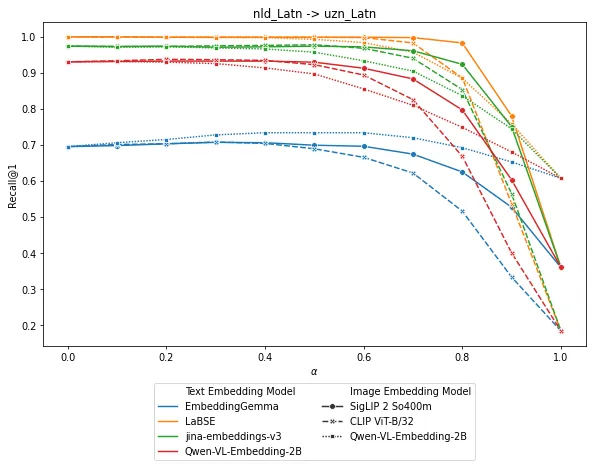 nld_Latn -> uzn_Latn
Recall@1
1.0
0.9
0.8
0.7
0.6
0.5
0.4
0.3
0.2
0.0 0.2 0.4 0.6 0.8 1.0
α
Text Embedding Model Image Embedding Model
EmbeddingGemma SigLIP 2 So400m
LaBSE CLIP ViT-B/32
jina-embeddings-v3 Qwen-VL-Embedding-2B
Qwen-VL-Embedding-2B